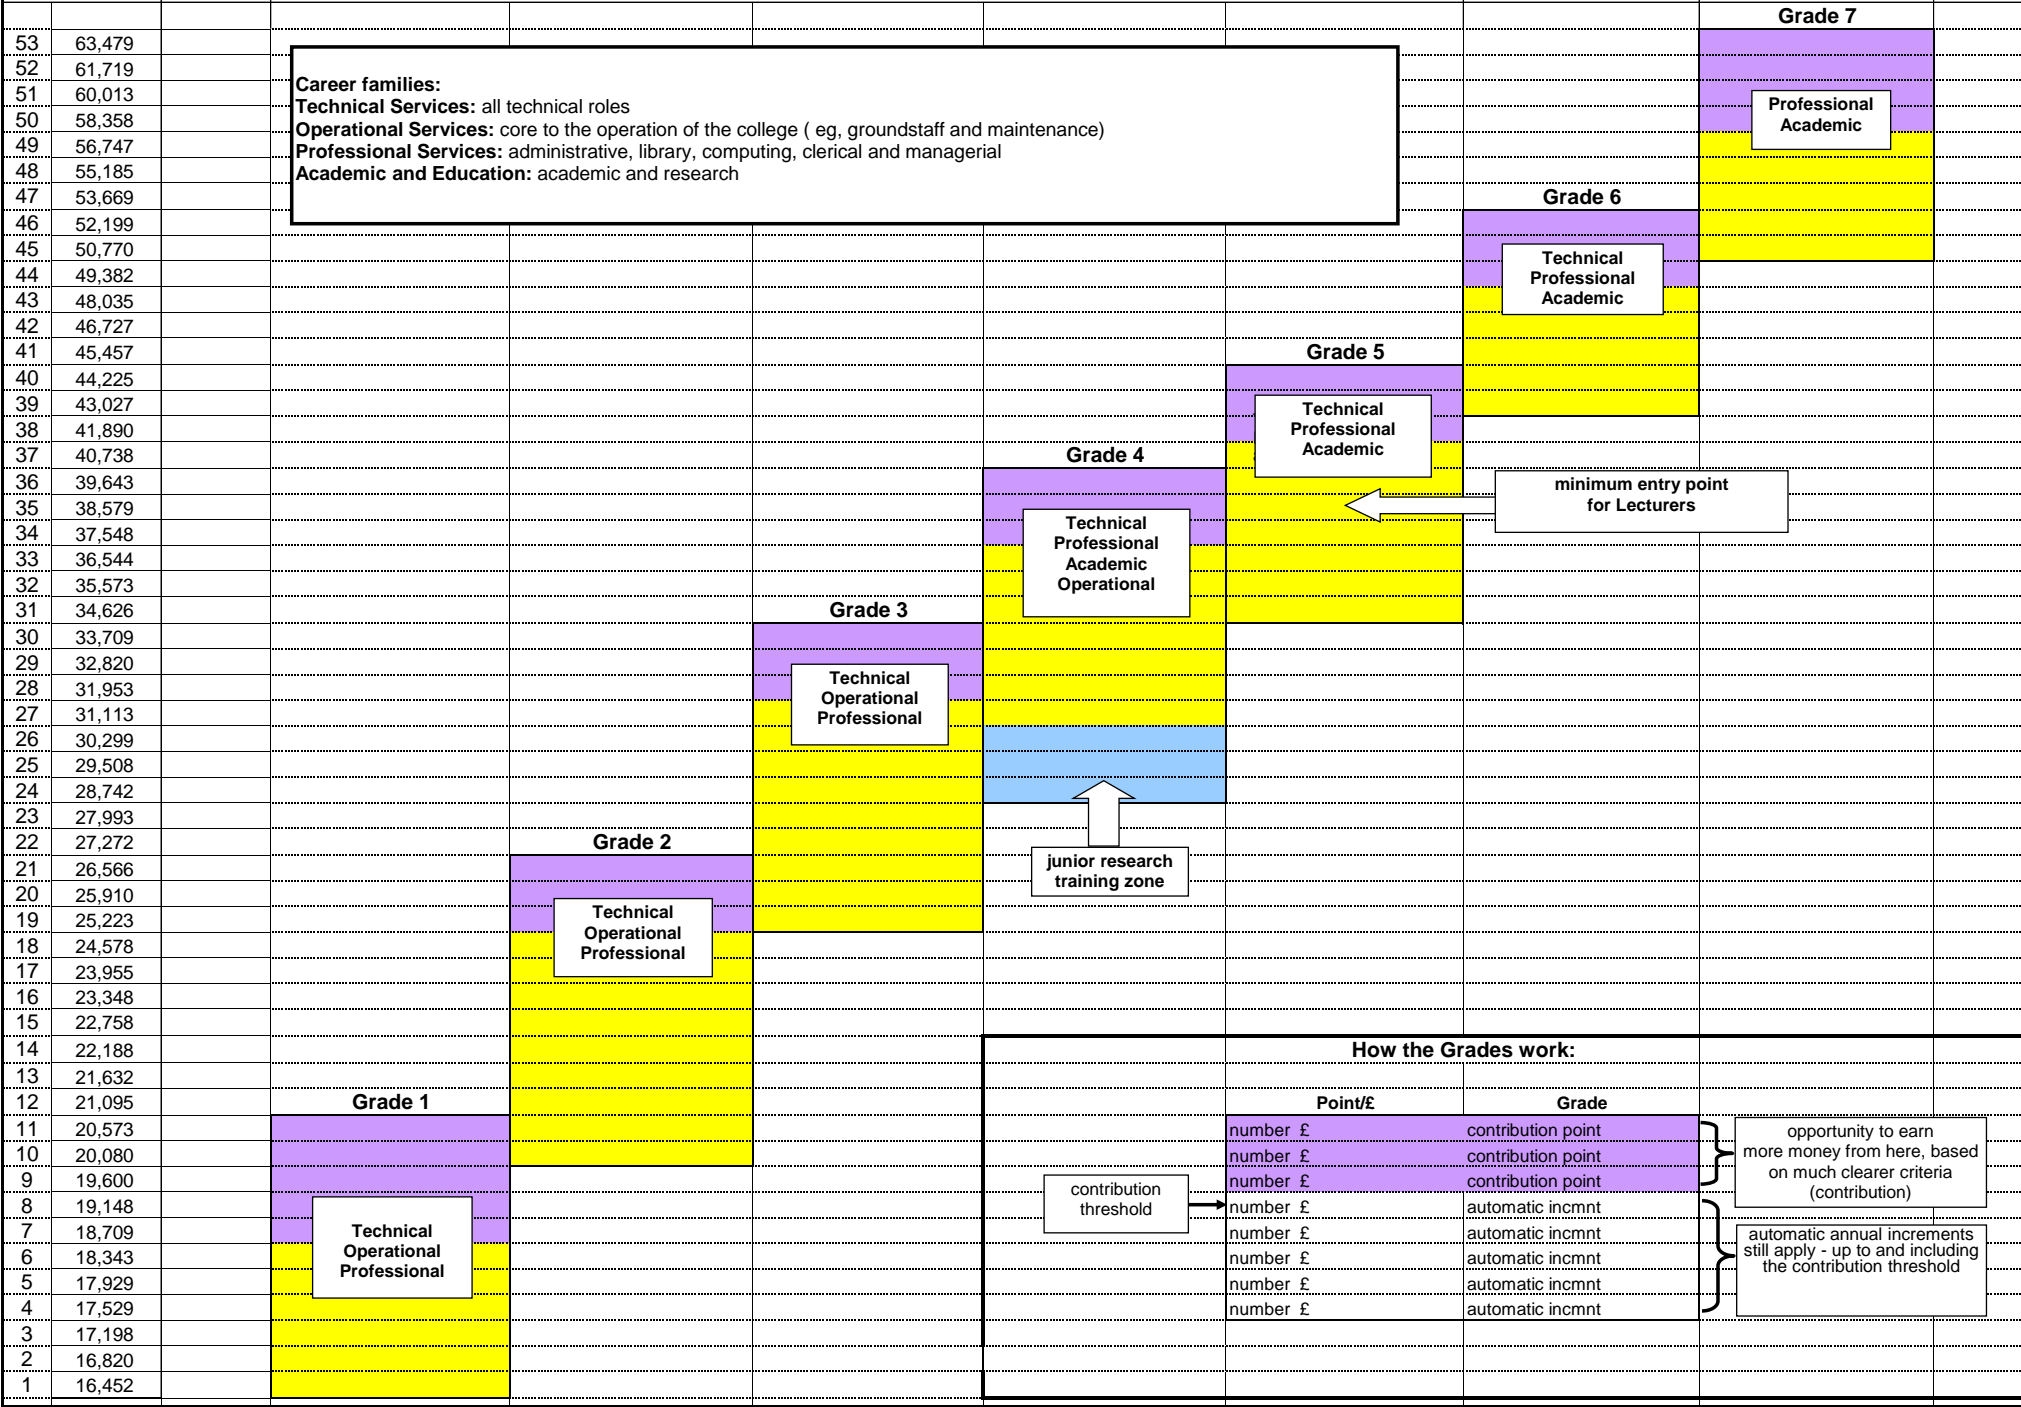 Grade 7
53 63,479
52 61,719
Career families:
51 60,013
Technical Services: all technical roles
Professional
Academic
50 58,358
Operational Services: core to the operation of the college ( eg, groundstaff and maintenance)
49 56,747
Professional Services: administrative, library, computing, clerical and managerial
48 55,185
Academic and Education: academic and research
47 53,669 Grade 6
46 52,199
45 50,770
Technical
Professional
Academic
44 49,382
43 48,035
42 46,727
41 45,457 Grade 5
40 44,225
39 43,027
Technical
Professional
Academic
38 41,890
37 40,738 Grade 4
36 39,643
minimum entry point
for Lecturers
35 38,579
34 37,548
Technical
Professional
Academic
Operational
33 36,544
32 35,573
31 34,626 Grade 3
30 33,709
29 32,820
28 31,953
Technical
Operational
Professional
27 31,113
26 30,299
25 29,508
24 28,742
23 27,993
22 27,272 Grade 2
21 26,566
junior research
training zone
20 25,910
19 25,223
Technical
Operational
Professional
18 24,578
17 23,955
16 23,348
15 22,758
14 22,188 How the Grades work:
13 21,632
12 21,095 Grade 1 Point/£ Grade
11 20,573 number £ contribution point
10 20,080 number £ contribution point
9 19,600 number £ contribution point
opportunity to earn
more money from here, based
on much clearer criteria
(contribution)
contribution
threshold
8 19,148 number £ automatic incmnt
7 18,709 number £ automatic incmnt
Technical
Operational
Professional
6 18,343 number £ automatic incmnt
5 17,929 number £ automatic incmnt
4 17,529 number £ automatic incmnt
automatic annual increments
still apply - up to and including
the contribution threshold
3 17,198
2 16,820
1 16,452